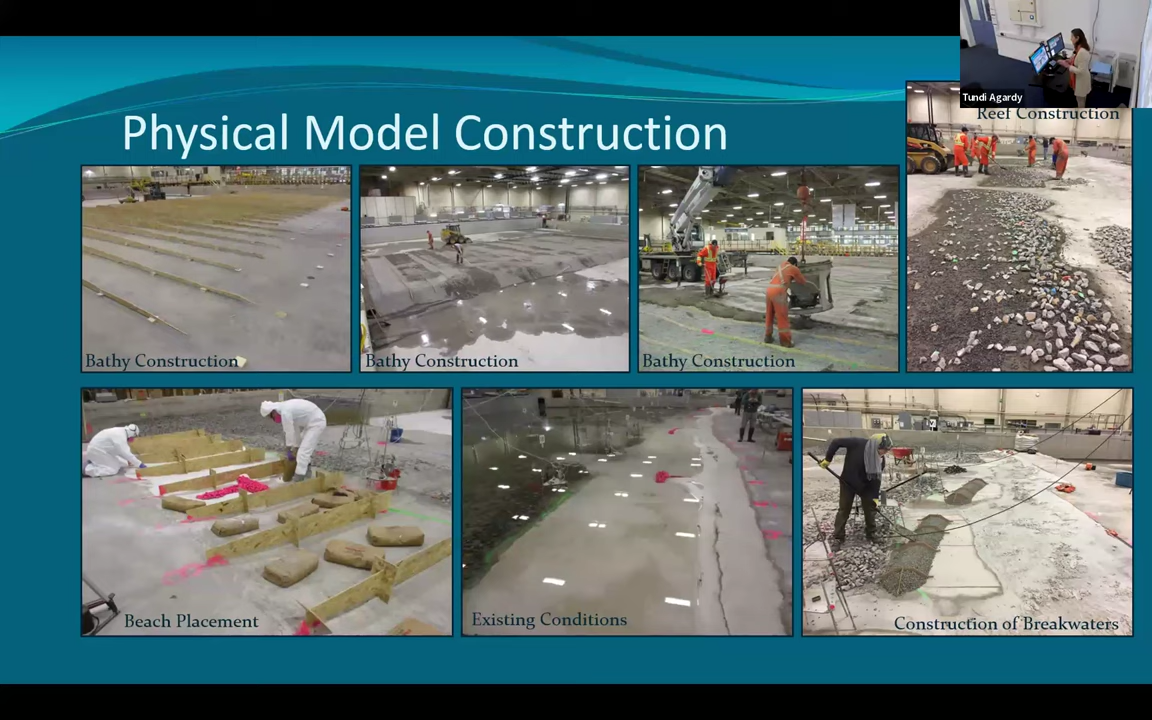 Tundi Agardy
Reef Construction
Physical Model Construction
Bathy Construction
Bathy Construction
Bathy Construction
Beach Placement
Existing Conditions
Construction of Breakwaters